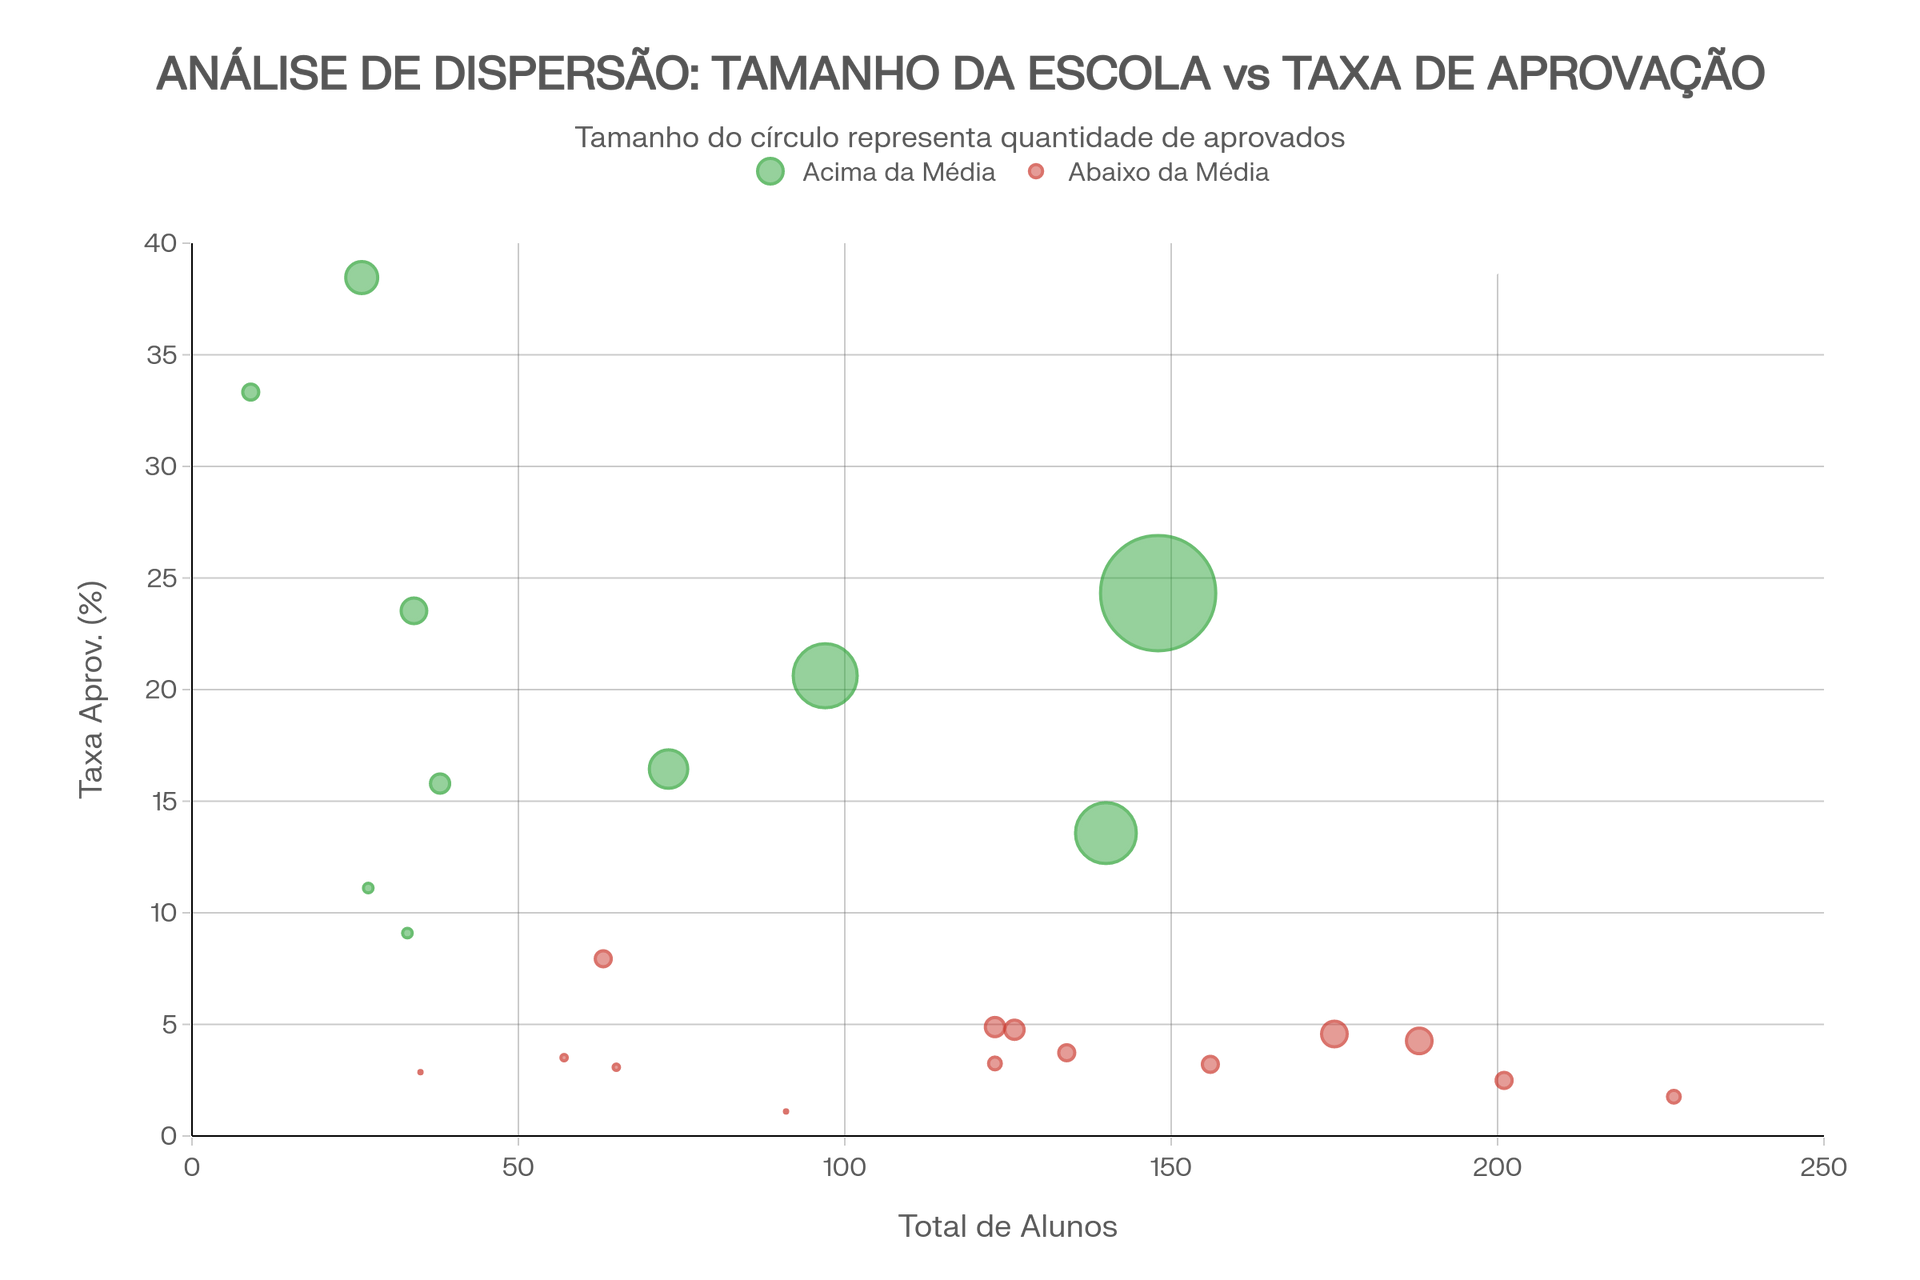 ANÁLISE DE DISPERSÃO: TAMANHO DA ESCOLA vs TAXA DE APROVAÇÃO
Tamanho do círculo representa quantidade de aprovados
Acima da Média Abaixo da Média
40
35
30
25
20
15
10
5
0
Taxa Aprov. (%)
0 50 100 150 200 250
Total de Alunos